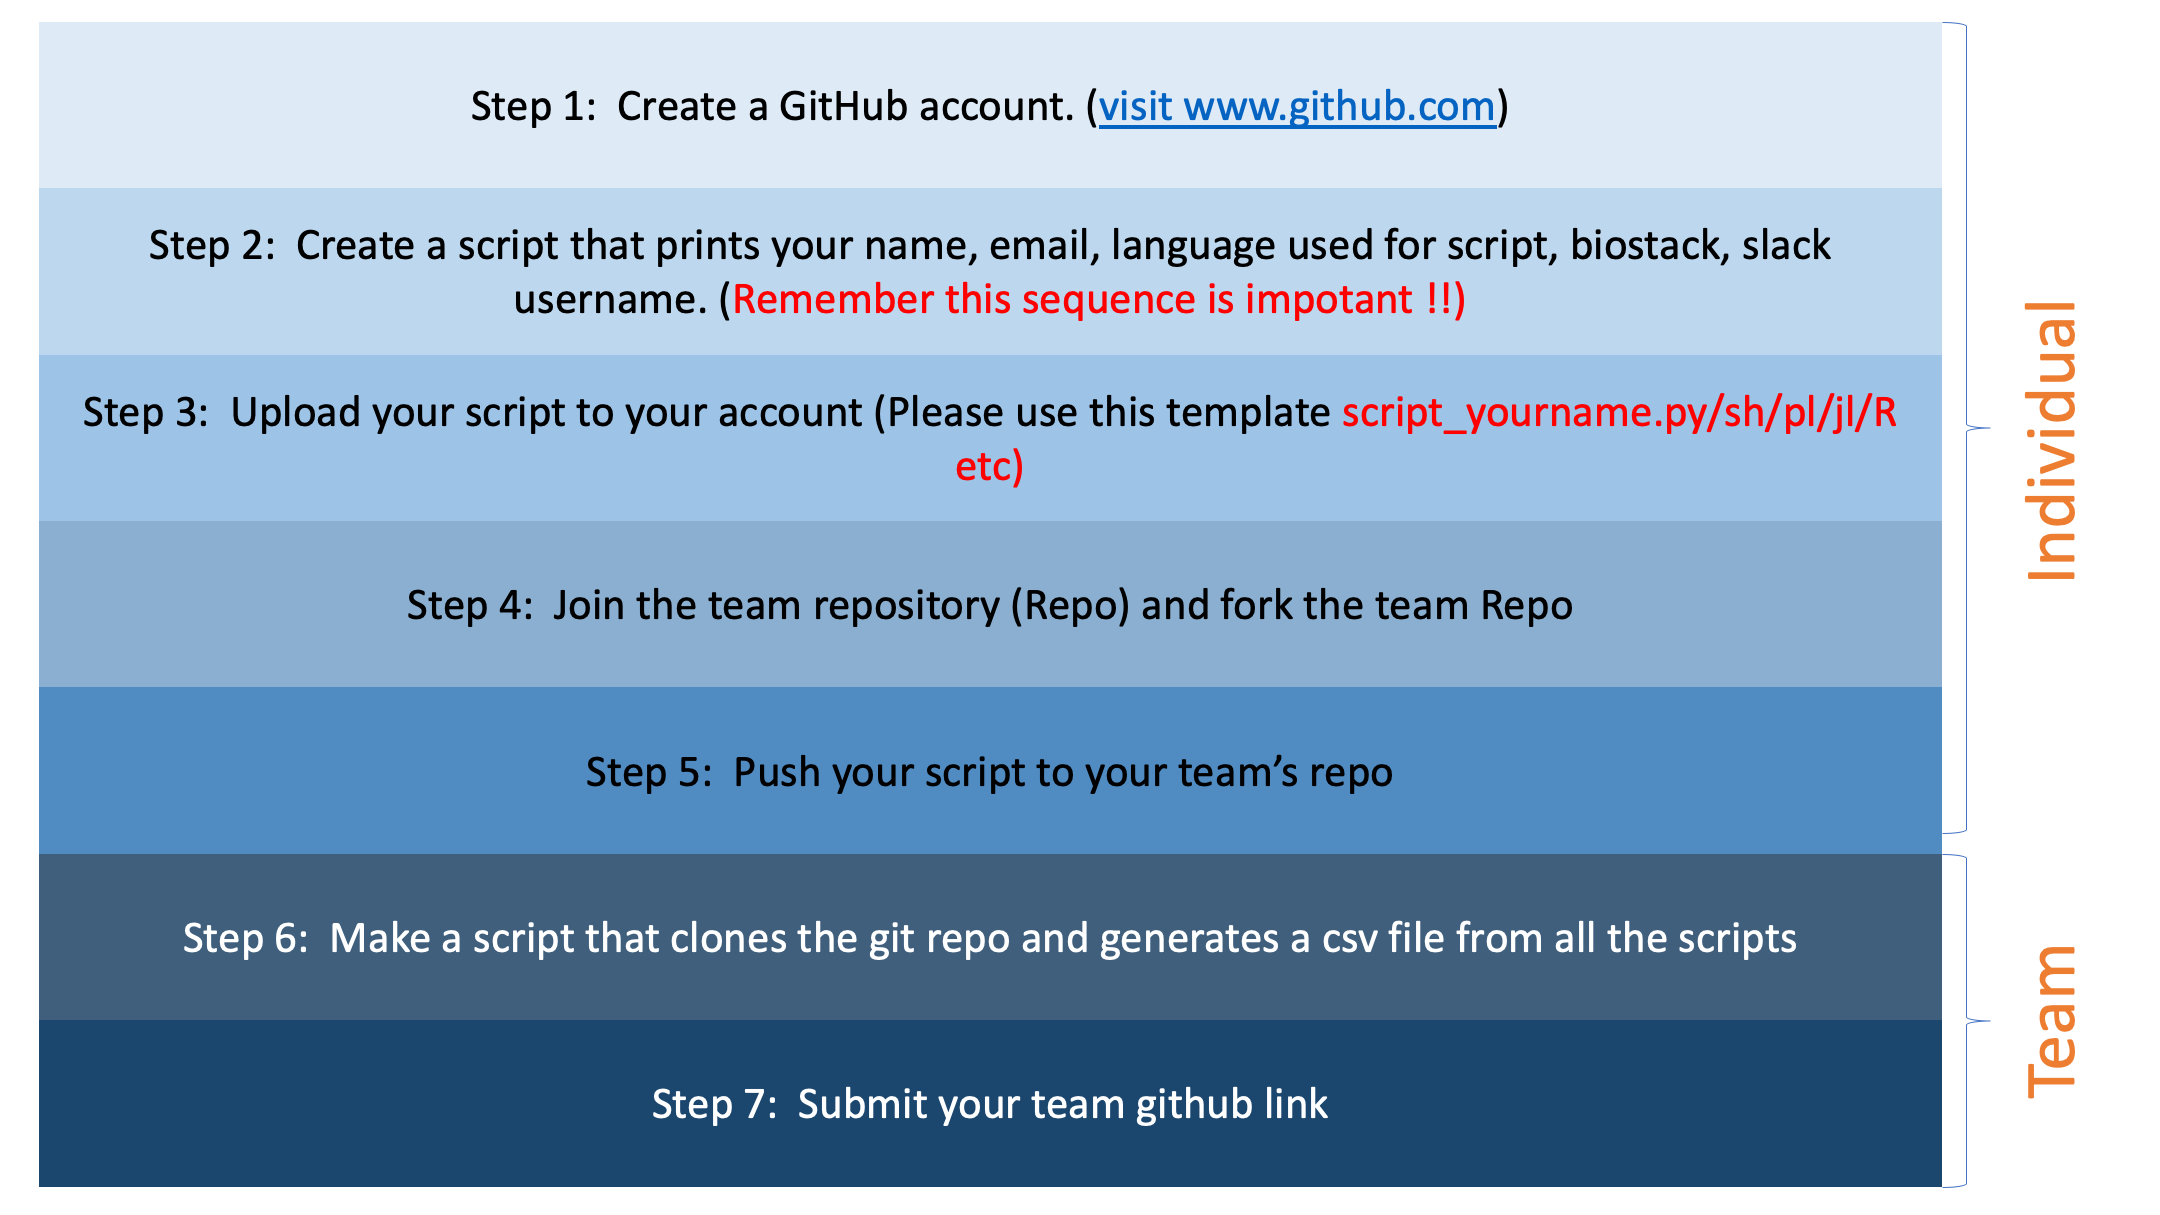 Step 1:  Create a GitHub account. (visit www.github.com)
Step 2:  Create a script that prints your name, email, language used for script, biostack, slack
username. (Remember this sequence is impotant !!)
Step 3:  Upload your script to your account (Please use this template script_yourname.py/sh/pl/jl/R
etc)
Step 4:  Join the team repository (Repo) and fork the team Repo
Step 5:  Push your script to your team’s repo
Individual
Step 6:  Make a script that clones the git repo and generates a csv file from all the scripts
Step 7:  Submit your team github link
Team